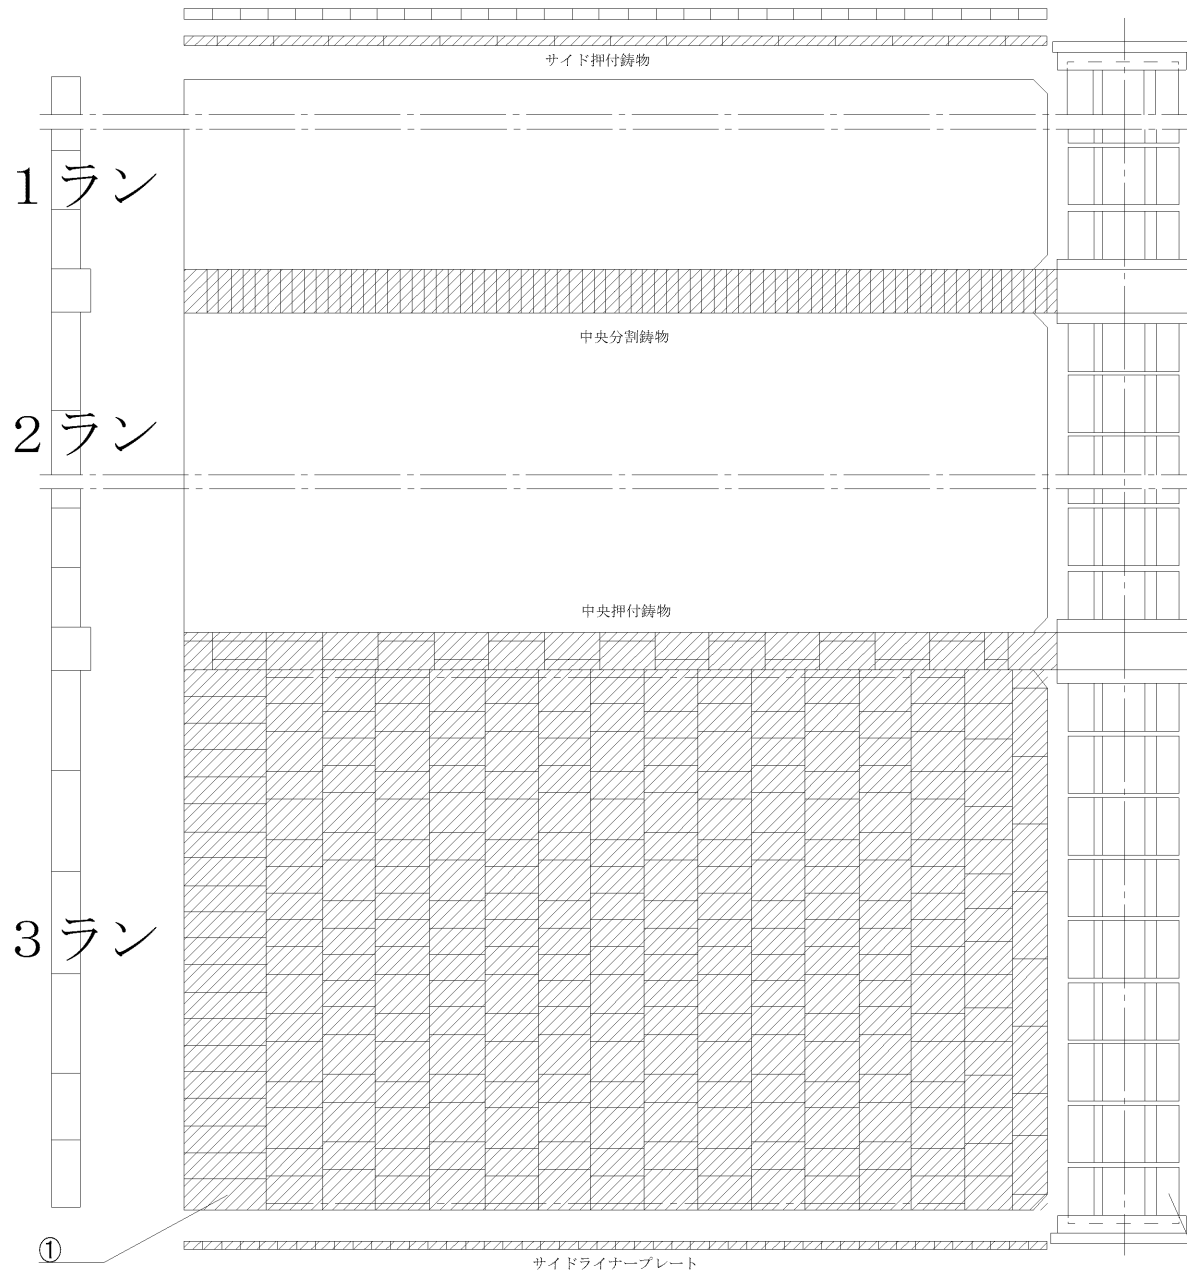 サイド押付鋳物
１ラン
中央分割鋳物
２ラン
中央押付鋳物
３ラン
①
サイドライナープレート